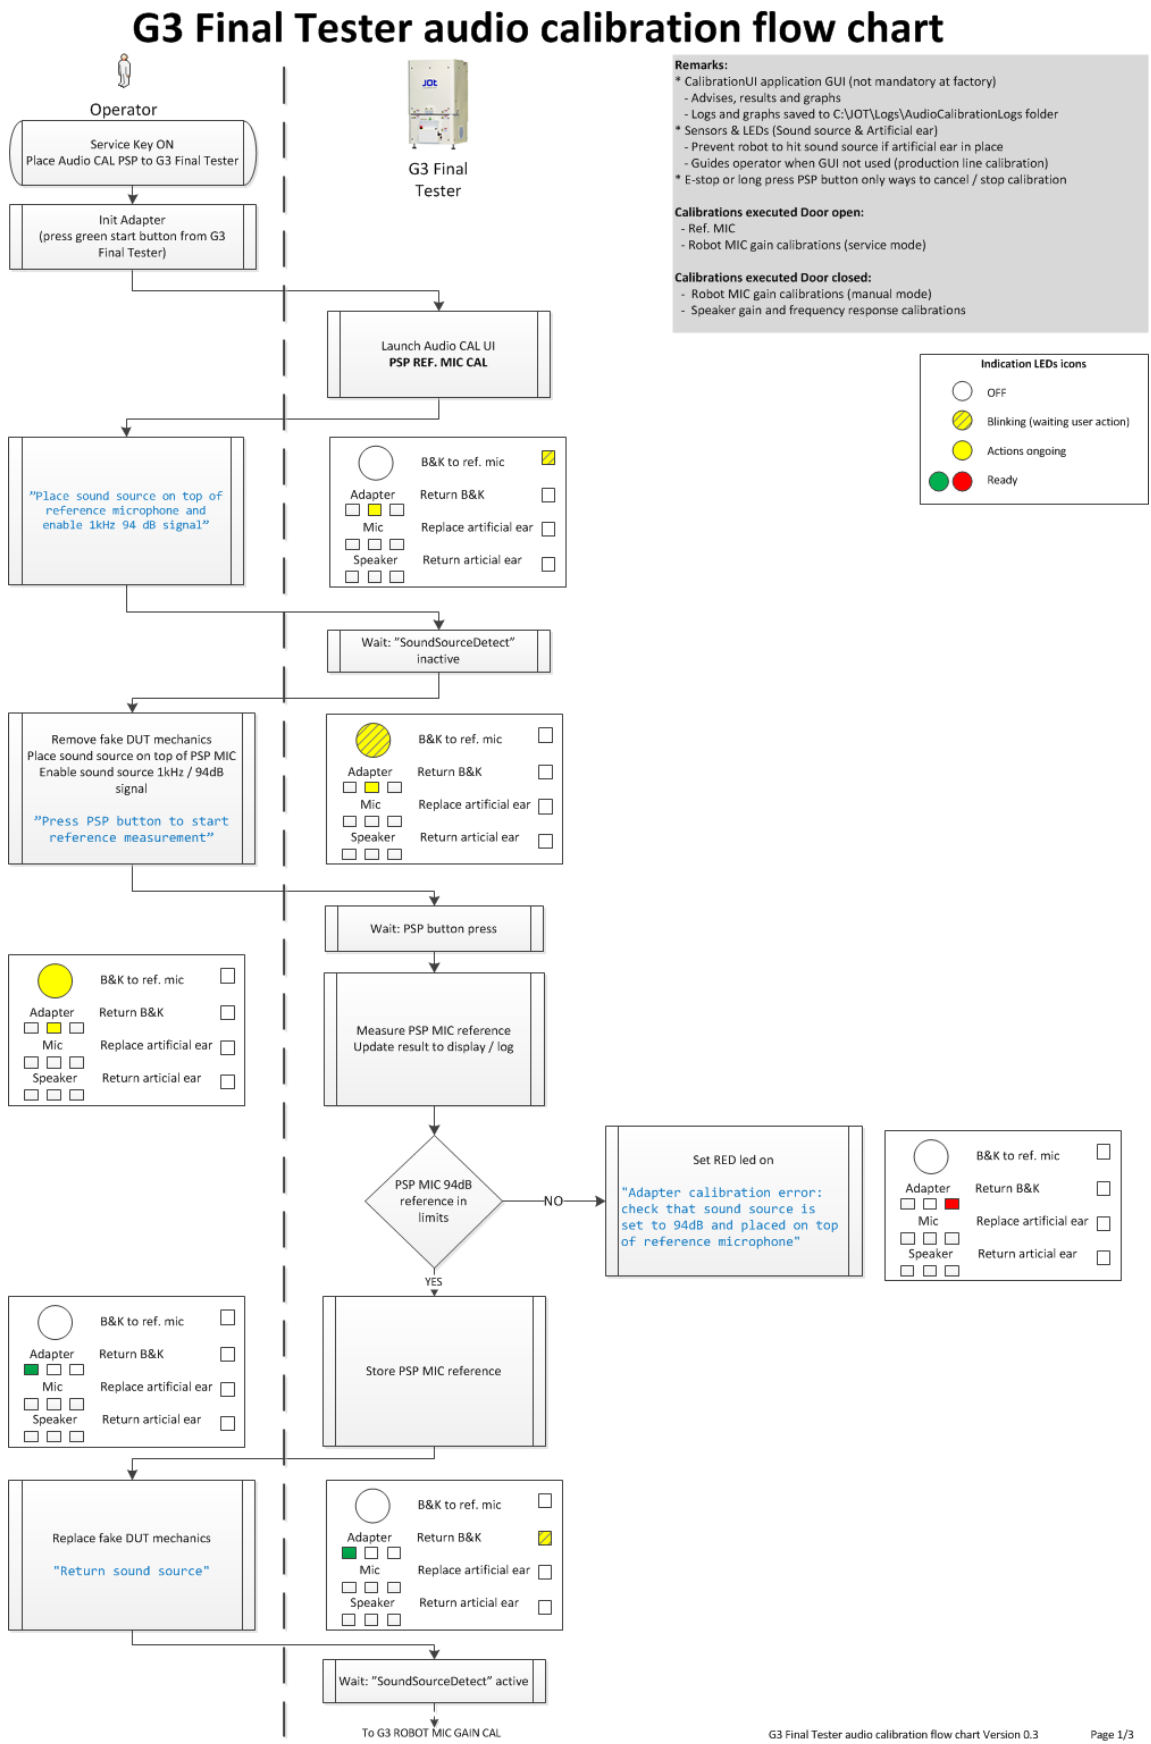 G3 Final Tester audio calibration flow chart
Operator
JOT
G3 Final
Tester
Remarks:
* CalibrationUI application GUI (not mandatory at factory)
- Advises, results and graphs
- Logs and graphs saved to C:\JOT\Logs\AudioCalibrationLogs folder
* Sensors & LEDs (Sound source & Artificial ear)
- Prevent robot to hit sound source if artificial ear in place
- Guides operator when GUI not used (production line calibration)
* E-stop or long press PSP button only ways to cancel / stop calibration
Calibrations executed Door open:
- Ref. MIC
- Robot MIC gain calibrations (service mode)
Calibrations executed Door closed:
- Robot MIC gain calibrations (manual mode)
- Speaker gain and frequency response calibrations
Service Key ON
Place Audio CAL PSP to G3 Final Tester
Init Adapter
(press green start button from G3
Final Tester)
Launch Audio CAL UI
PSP REF. MIC CAL
Indication LEDs icons
OFF
Blinking (waiting user action)
Actions ongoing
Ready
"Place sound source on top of
reference microphone and
enable 1kHz 94 dB signal"
B&K to ref. mic
Adapter
Return B&K
Mic
Replace artificial ear
Speaker
Return articial ear
Wait: "SoundSourceDetect"
inactive
Remove fake DUT mechanics
Place sound source on top of PSP MIC
Enable sound source 1kHz / 94dB
signal
"Press PSP button to start
reference measurement"
B&K to ref. mic
Adapter
Return B&K
Mic
Replace artificial ear
Speaker
Return articial ear
Wait: PSP button press
B&K to ref. mic
Adapter
Return B&K
Mic
Replace artificial ear
Speaker
Return articial ear
Measure PSP MIC reference
Update result to display / log
PSP MIC 94dB
reference in
limits
NO
YES
Set RED led on
"Adapter calibration error:
check that sound source is
set to 94dB and placed on top
of reference microphone"
B&K to ref. mic
Adapter
Return B&K
Mic
Replace artificial ear
Speaker
Return articial ear
B&K to ref. mic
Adapter
Return B&K
Mic
Replace artificial ear
Speaker
Return articial ear
Store PSP MIC reference
Replace fake DUT mechanics
"Return sound source"
B&K to ref. mic
Adapter
Return B&K
Mic
Replace artificial ear
Speaker
Return articial ear
Wait: "SoundSourceDetect" active
To G3 ROBOT MIC GAIN CAL
G3 Final Tester audio calibration flow chart Version 0.3
Page 1/3